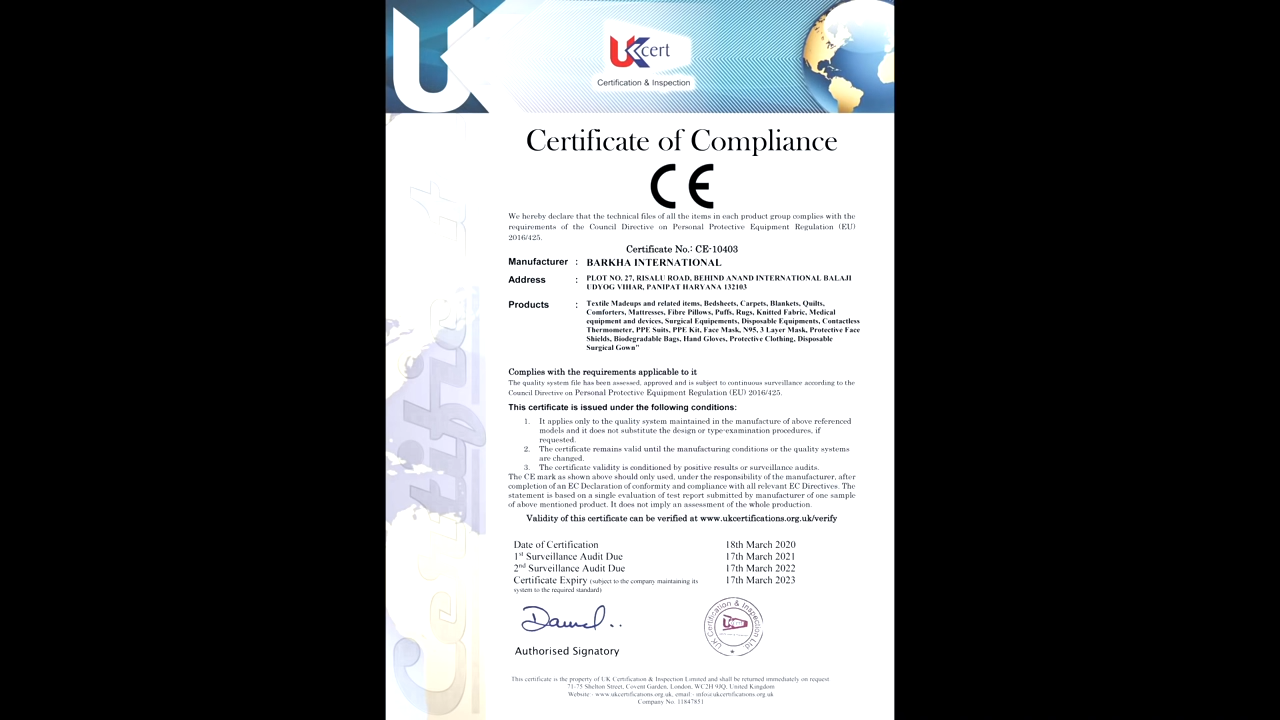 UK
UKcert
Certification & Inspection
Certificate of Compliance
CE
We hereby declare that the technical files of all the items in each product group complies with the
requirements of the Council Directive on Personal Protective Equipment Regulation (EU)
2016/425.
Certificate No.: CE-10403
Manufacturer : BARKHA INTERNATIONAL
Address : PLOT NO. 27, RISALU ROAD, BEHIND ANAND INTERNATIONAL BALAJI
UDYOG VIHAR, PANIPAT HARYANA 132103
Products : Textile Madeups and related items, Bedsheets, Carpets, Blankets, Quilts,
Comforters, Mattresses, Fibre Pillows, Puffs, Rugs, Knitted Fabric, Medical
equipment and devices, Surgical Equipements, Disposable Equipments, Contactless
Thermometer, PPE Suits, PPE Kit, Face Mask, N95, 3 Layer Mask, Protective Face
Shields, Biodegradable Bags, Hand Gloves, Protective Clothing, Disposable
Surgical Gown"
Complies with the requirements applicable to it
The quality system file has been assessed, approved and is subject to continuous surveillance according to the
Council Directive on Personal Protective Equipment Regulation (EU) 2016/425.
This certificate is issued under the following conditions:
1. It applies only to the quality system maintained in the manufacture of above referenced
models and it does not substitute the design or type-examination procedures, if
requested.
2. The certificate remains valid until the manufacturing conditions or the quality systems
are changed.
3. The certificate validity is conditioned by positive results or surveillance audits.
The CE mark as shown above should only used, under the responsibility of the manufacturer, after
completion of an EC Declaration of conformity and compliance with all relevant EC Directives. The
statement is based on a single evaluation of test report submitted by manufacturer of one sample
of above mentioned product. It does not imply an assessment of the whole production.
Validity of this certificate can be verified at www.ukcertifications.org.uk/verify
Date of Certification 18th March 2020
1st Surveillance Audit Due 17th March 2021
2nd Surveillance Audit Due 17th March 2022
Certificate Expiry (subject to the company maintaining its 17th March 2023
system to the required standard)
UK Certification & Inspection Ltd
Authorised Signatory
This certificate is the property of UK Certification & Inspection Limited and shall be returned immediately on request
71-75 Shelton Street, Covent Garden, London, WC2H 9JQ, United Kingdom
Website - www.ukcertifications.org.uk, email - info@ukcertifications.org.uk
Company No. 11847851